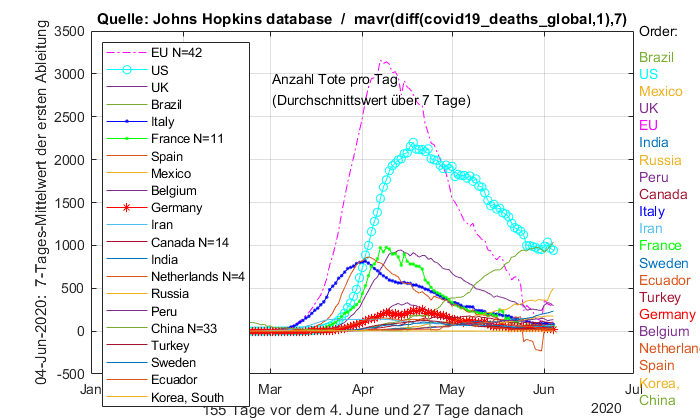 Quelle: Johns Hopkins database / mavr(diff(covid19_deaths_global,1),7)
04-Jun-2020: 7-Tages-Mittelwert der ersten Ableitung
3500
3000
2500
2000
1500
1000
500
0
-500
EU N=42
US
UK
Brazil
Italy
France N=11
Spain
Mexico
Belgium
Germany
Iran
Canada N=14
India
Netherlands N=4
Russia
Peru
China N=33
Turkey
Sweden
Ecuador
Korea, South
Anzahl Tote pro Tag
(Durchschnittswert über 7 Tage)
Jan
Mar
Apr
May
Jun
Jul
155 Tage vor dem 4. June und 27 Tage danach
2020
Order:
Brazil
US
Mexico
UK
EU
India
Russia
Peru
Canada
Italy
Iran
France
Sweden
Ecuador
Turkey
Germany
Belgium
Netherlan
Spain
Korea,
China